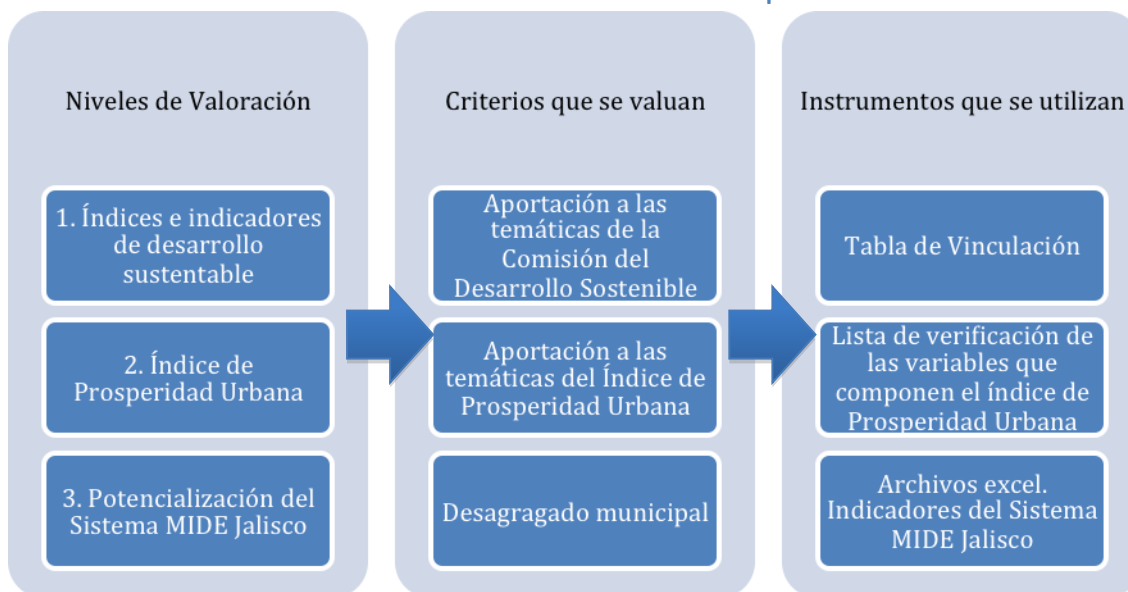 Niveles de Valoración
1. Índices e indicadores
de desarrollo
sustentable
2. Índice de
Prosperidad Urbana
3. Potencialización del
Sistema MIDE Jalisco
Criterios que se valuan
Aportación a las
temáticas de la
Comisión del
Desarrollo Sostenible
Aportación a las
temáticas del Índice de
Prosperidad Urbana
Desagragado municipal
Instrumentos que se utilizan
Tabla de Vinculación
Lista de verificación de
las variables que
componen el índice de
Prosperidad Urbana
Archivos excel.
Indicadores del Sistema
MIDE Jalisco